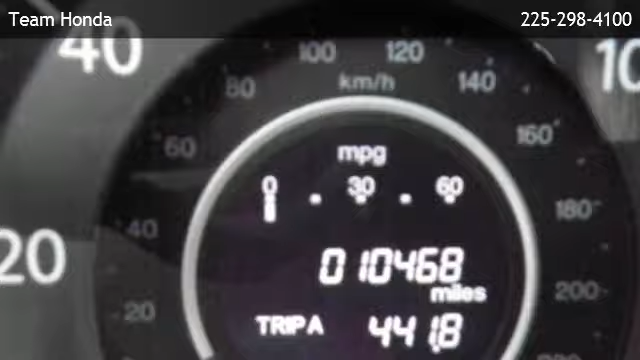 Team Honda 225-298-4100
40 100 120 10
80 km/h 140
60 mpg 160
0 30 60
40 180
20 010468
miles 200
20 TRIP A 441.8